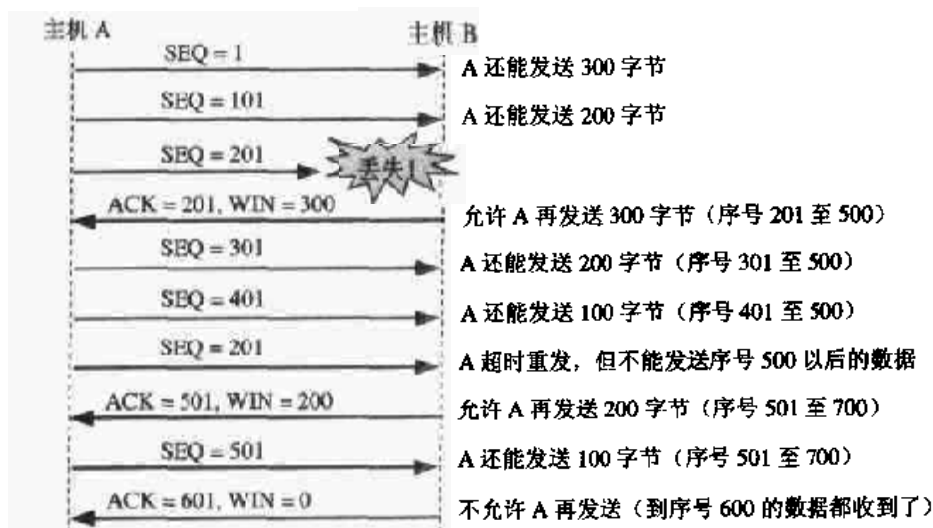 主机 A 主机 B
SEQ = 1 A 还能发送 300 字节
SEQ = 101 A 还能发送 200 字节
SEQ = 201 丢失!
ACK = 201, WIN = 300 允许 A 再发送 300 字节（序号 201 至 500）
SEQ = 301 A 还能发送 200 字节（序号 301 至 500）
SEQ = 401 A 还能发送 100 字节（序号 401 至 500）
SEQ = 201 A 超时重发，但不能发送序号 500 以后的数据
ACK = 501, WIN = 200 允许 A 再发送 200 字节（序号 501 至 700）
SEQ = 501 A 还能发送 100 字节（序号 501 至 700）
ACK = 601, WIN = 0 不允许 A 再发送（到序号 600 的数据都收到了）